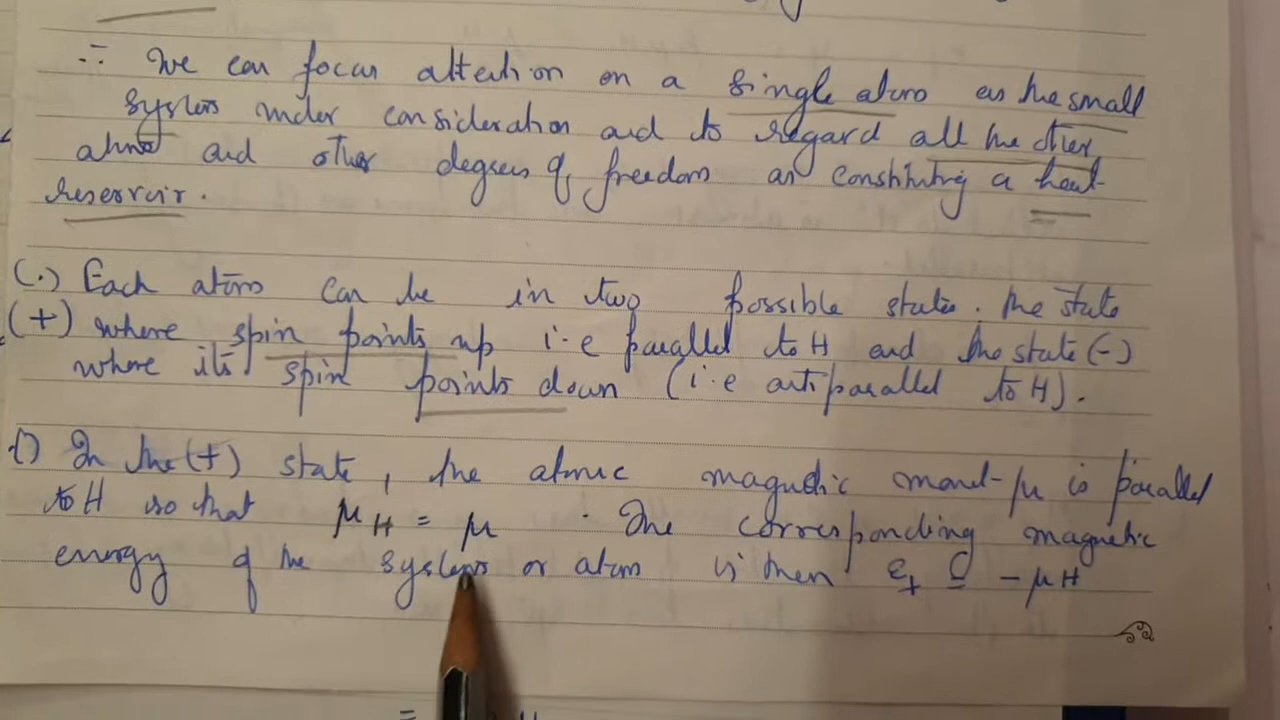 ∴ We can focus attention on a single atom as the small
system under consideration and to regard all the other
atoms and other degrees of freedom as constituting a heat
reservoir.
(.) Each atom can be in two possible states. The state
(+) where spin points up i.e parallel to H and the state (-)
where its spin points down (i.e antiparallel to H).
In the (+) state, the atomic magnetic moment μ is parallel
to H so that μ_H = μ . The corresponding magnetic
energy of the system or atom is then ε₊ = -μH